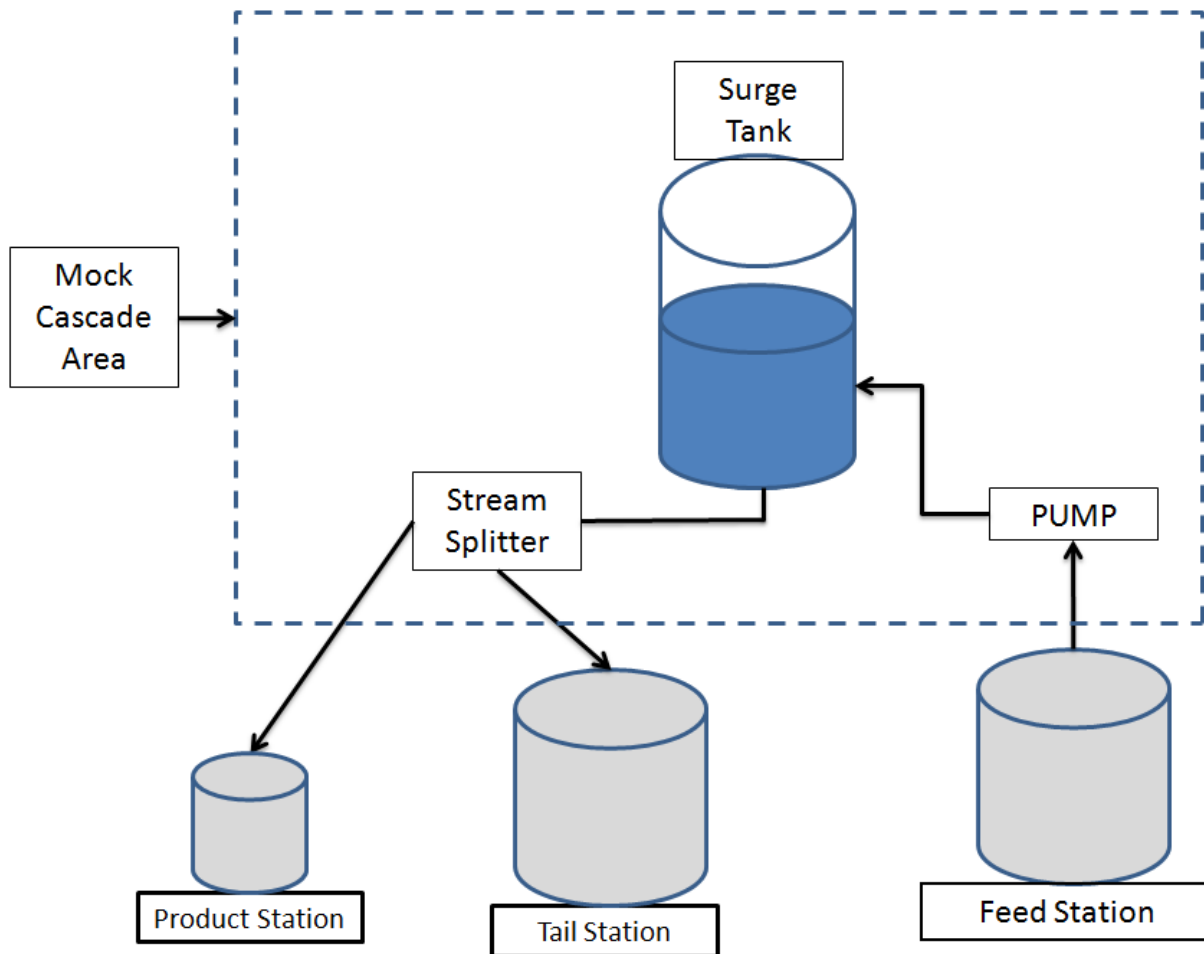 Surge
Tank
Mock
Cascade
Area
Stream
Splitter
PUMP
Product Station
Tail Station
Feed Station